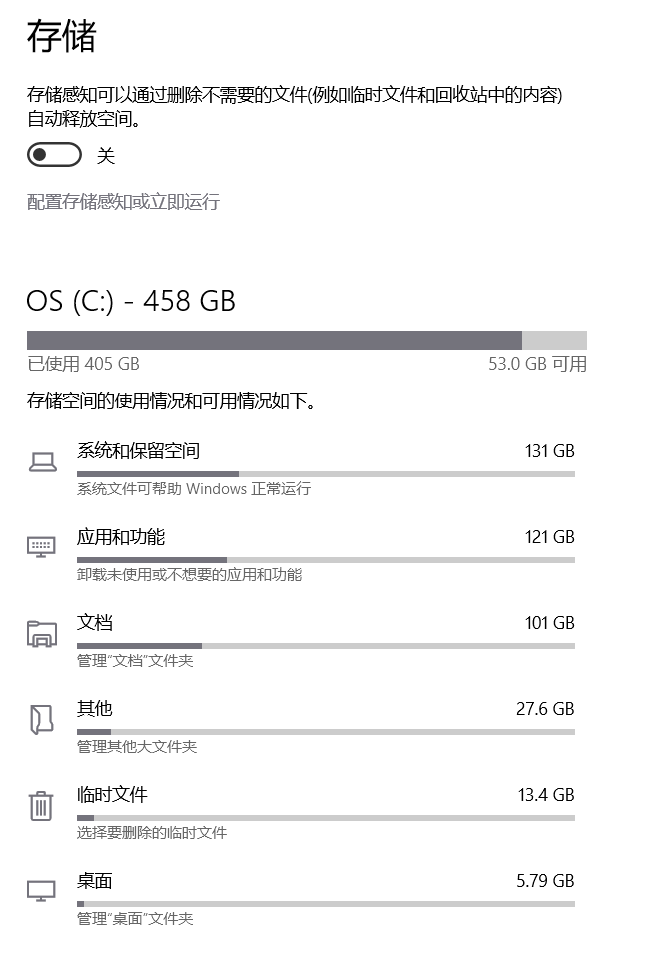 存储
存储感知可以通过删除不需要的文件(例如临时文件和回收站中的内容)
自动释放空间。
关
配置存储感知或立即运行
OS (C:) - 458 GB
已使用 405 GB 53.0 GB 可用
存储空间的使用情况和可用情况如下。
系统和保留空间 131 GB
系统文件可帮助 Windows 正常运行
应用和功能 121 GB
卸载未使用或不想要的应用和功能
文档 101 GB
管理"文档"文件夹
其他 27.6 GB
管理其他大文件夹
临时文件 13.4 GB
选择要删除的临时文件
桌面 5.79 GB
管理"桌面"文件夹